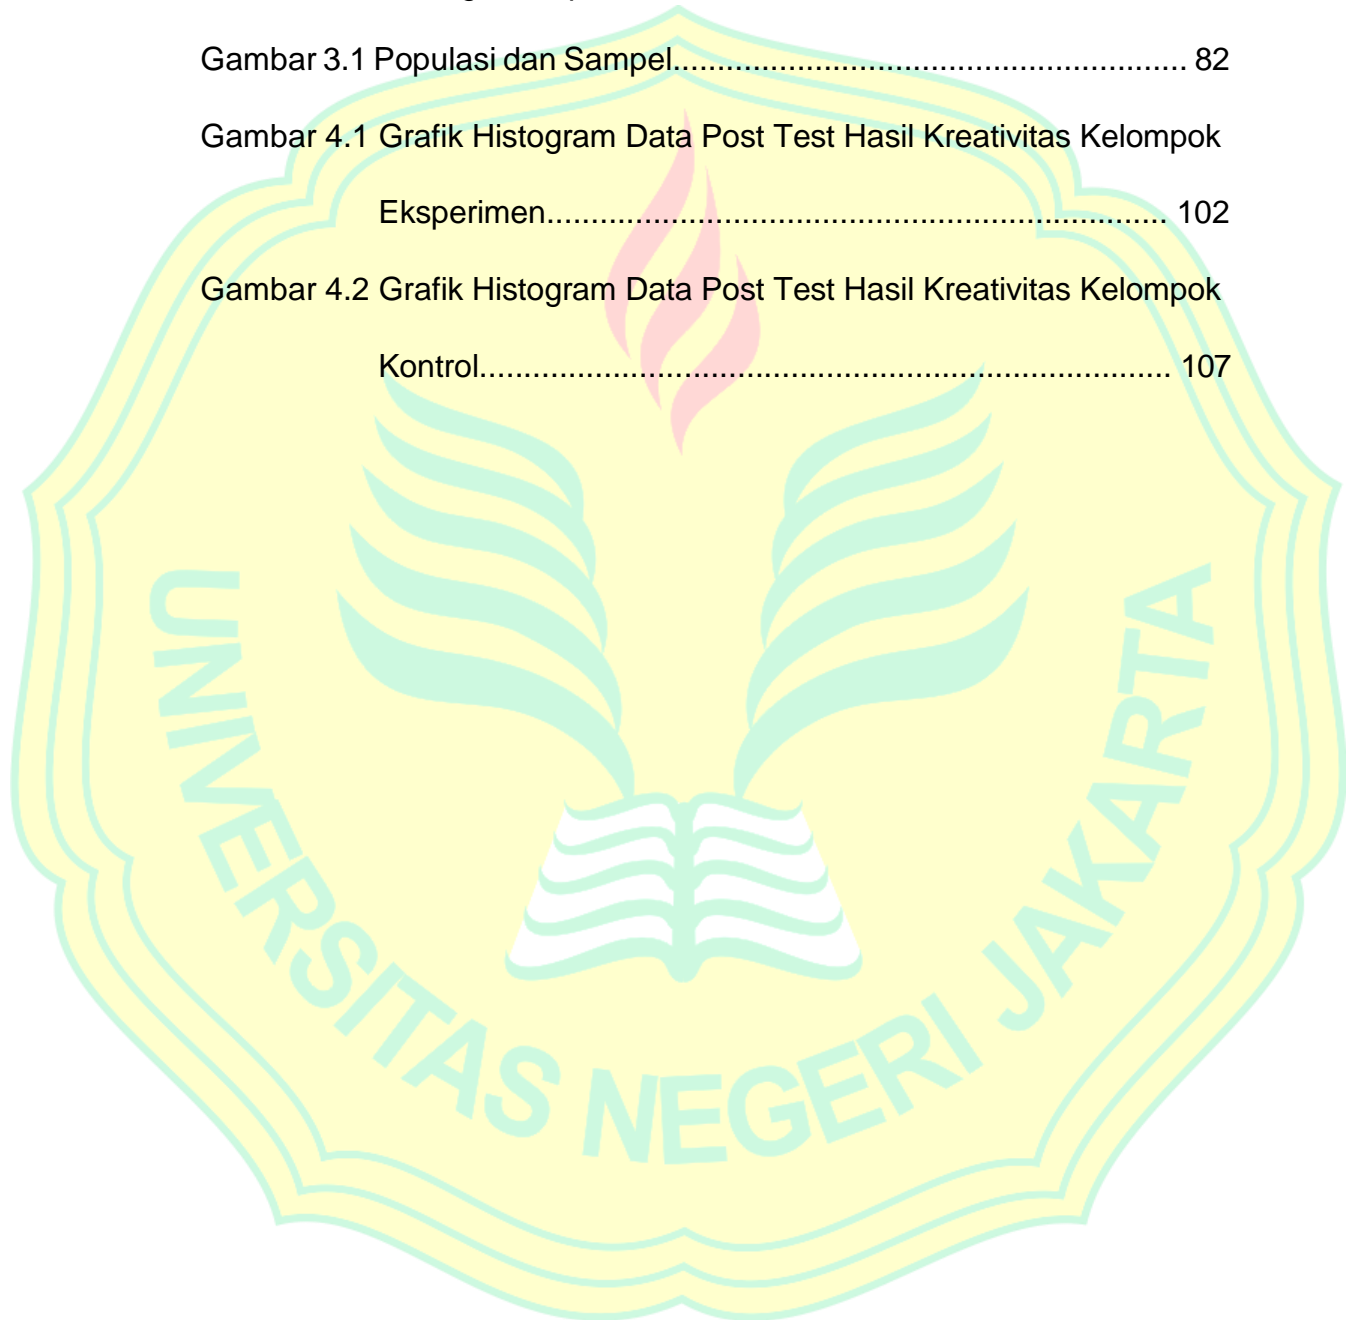 Gambar 3.1 Populasi dan Sampel.......................................................... 82
Gambar 4.1 Grafik Histogram Data Post Test Hasil Kreativitas Kelompok
Eksperimen...................................................................... 102
Gambar 4.2 Grafik Histogram Data Post Test Hasil Kreativitas Kelompok
Kontrol.............................................................................. 107
UNIVERSITAS NEGERI JAKARTA